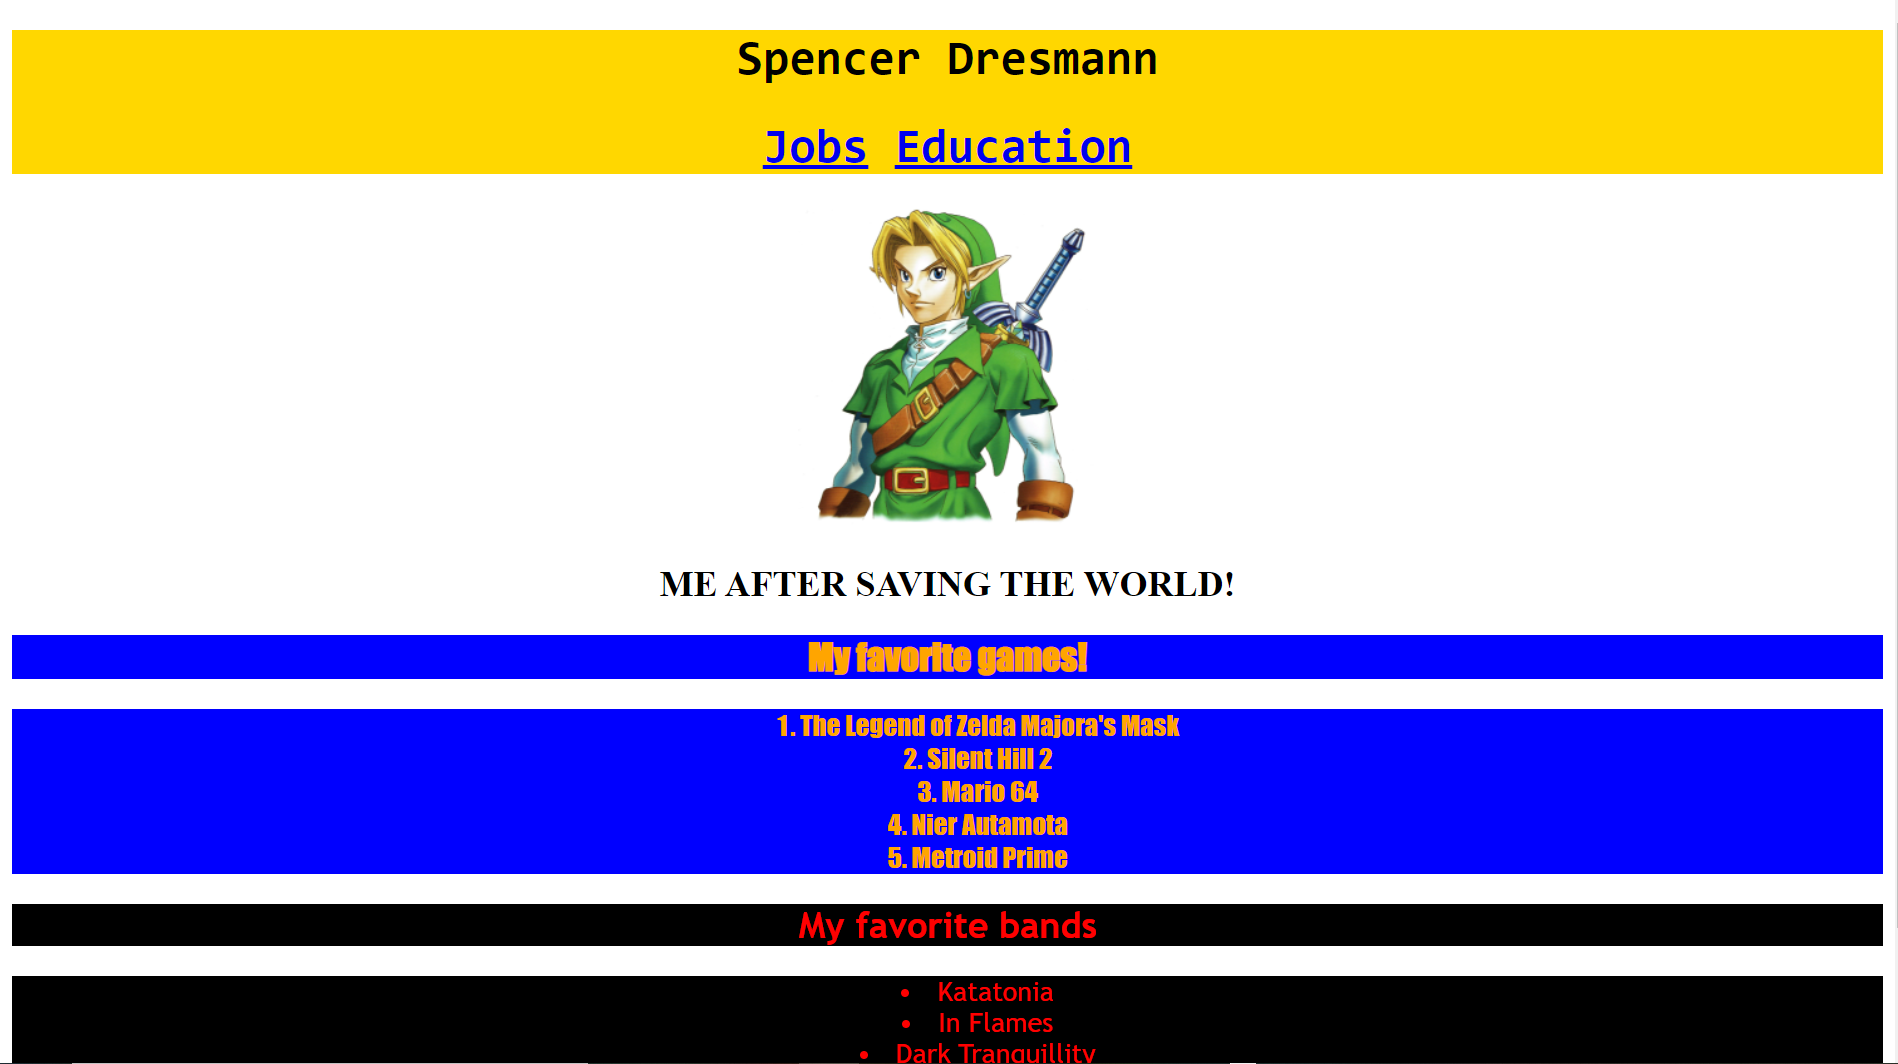 Spencer Dresmann
Jobs Education
ME AFTER SAVING THE WORLD!
My favorite games!
1. The Legend of Zelda Majora's Mask
2. Silent Hill 2
3. Mario 64
4. Nier Autamota
5. Metroid Prime
My favorite bands
• Katatonia
• In Flames
• Dark Tranquillity